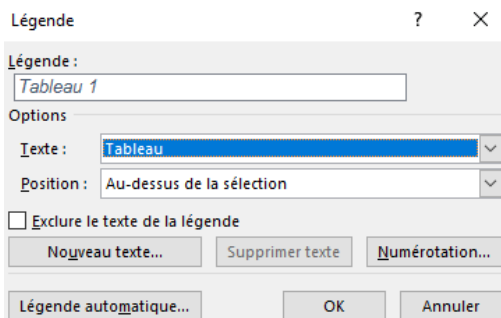 Légende ? ×
Légende :
Tableau 1
Options
Texte : Tableau
Position : Au-dessus de la sélection
Exclure le texte de la légende
Nouveau texte... Supprimer texte Numérotation...
Légende automatique... OK Annuler